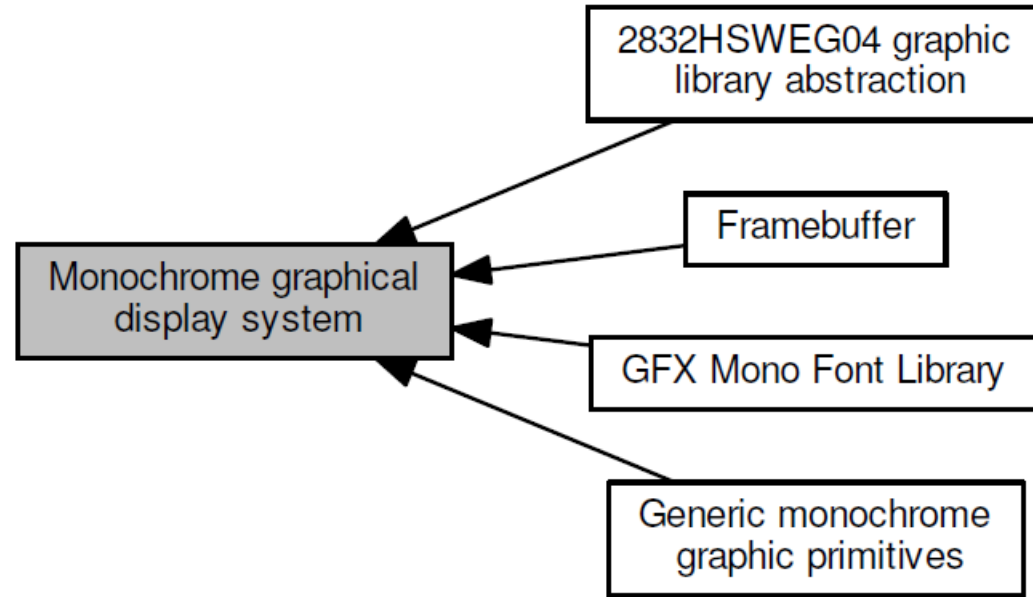 2832HSWEG04 graphic
library abstraction
Framebuffer
Monochrome graphical
display system
GFX Mono Font Library
Generic monochrome
graphic primitives